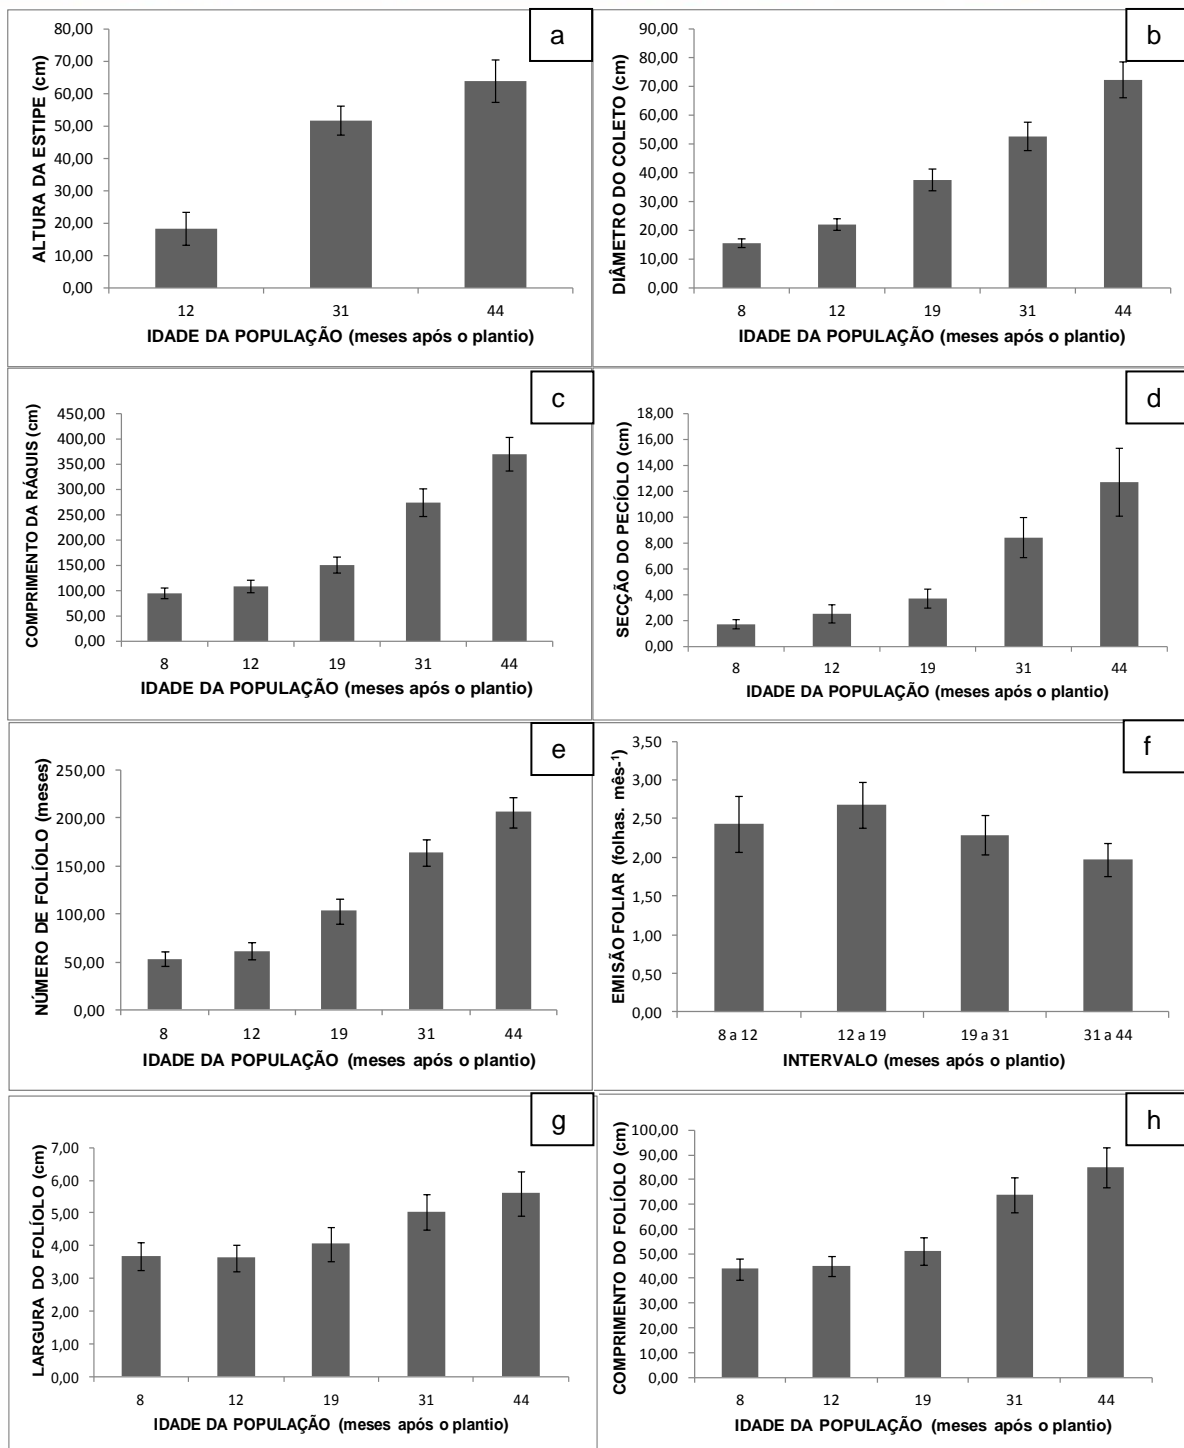 a
ALTURA DA ESTIPE (cm)
80,00
70,00
60,00
50,00
40,00
30,00
20,00
10,00
0,00
12 31 44
IDADE DA POPULAÇÃO (meses após o plantio)
b
DIÂMETRO DO COLETO (cm)
90,00
80,00
70,00
60,00
50,00
40,00
30,00
20,00
10,00
0,00
8 12 19 31 44
IDADE DA POPULAÇÃO (meses após o plantio)
c
COMPRIMENTO DA RÁQUIS (cm)
450,00
400,00
350,00
300,00
250,00
200,00
150,00
100,00
50,00
0,00
8 12 19 31 44
IDADE DA POPULAÇÃO (meses após o plantio)
d
SECÇÃO DO PECÍOLO (cm)
18,00
16,00
14,00
12,00
10,00
8,00
6,00
4,00
2,00
0,00
8 12 19 31 44
IDADE DA POPULAÇÃO (meses após o plantio)
e
NÚMERO DE FOLÍOLO (meses)
250,00
200,00
150,00
100,00
50,00
0,00
8 12 19 31 44
IDADE DA POPULAÇÃO (meses após o plantio)
f
EMISÃO FOLIAR (folhas. mês-¹)
3,50
3,00
2,50
2,00
1,50
1,00
0,50
0,00
8 a 12 12 a 19 19 a 31 31 a 44
INTERVALO (meses após o plantio)
g
LARGURA DO FOLÍOLO (cm)
7,00
6,00
5,00
4,00
3,00
2,00
1,00
0,00
8 12 19 31 44
IDADE DA POPULAÇÃO (meses após o plantio)
h
COMPRIMENTO DO FOLÍOLO (cm)
100,00
90,00
80,00
70,00
60,00
50,00
40,00
30,00
20,00
10,00
0,00
8 12 19 31 44
IDADE DA POPULAÇÃO (meses após o plantio)